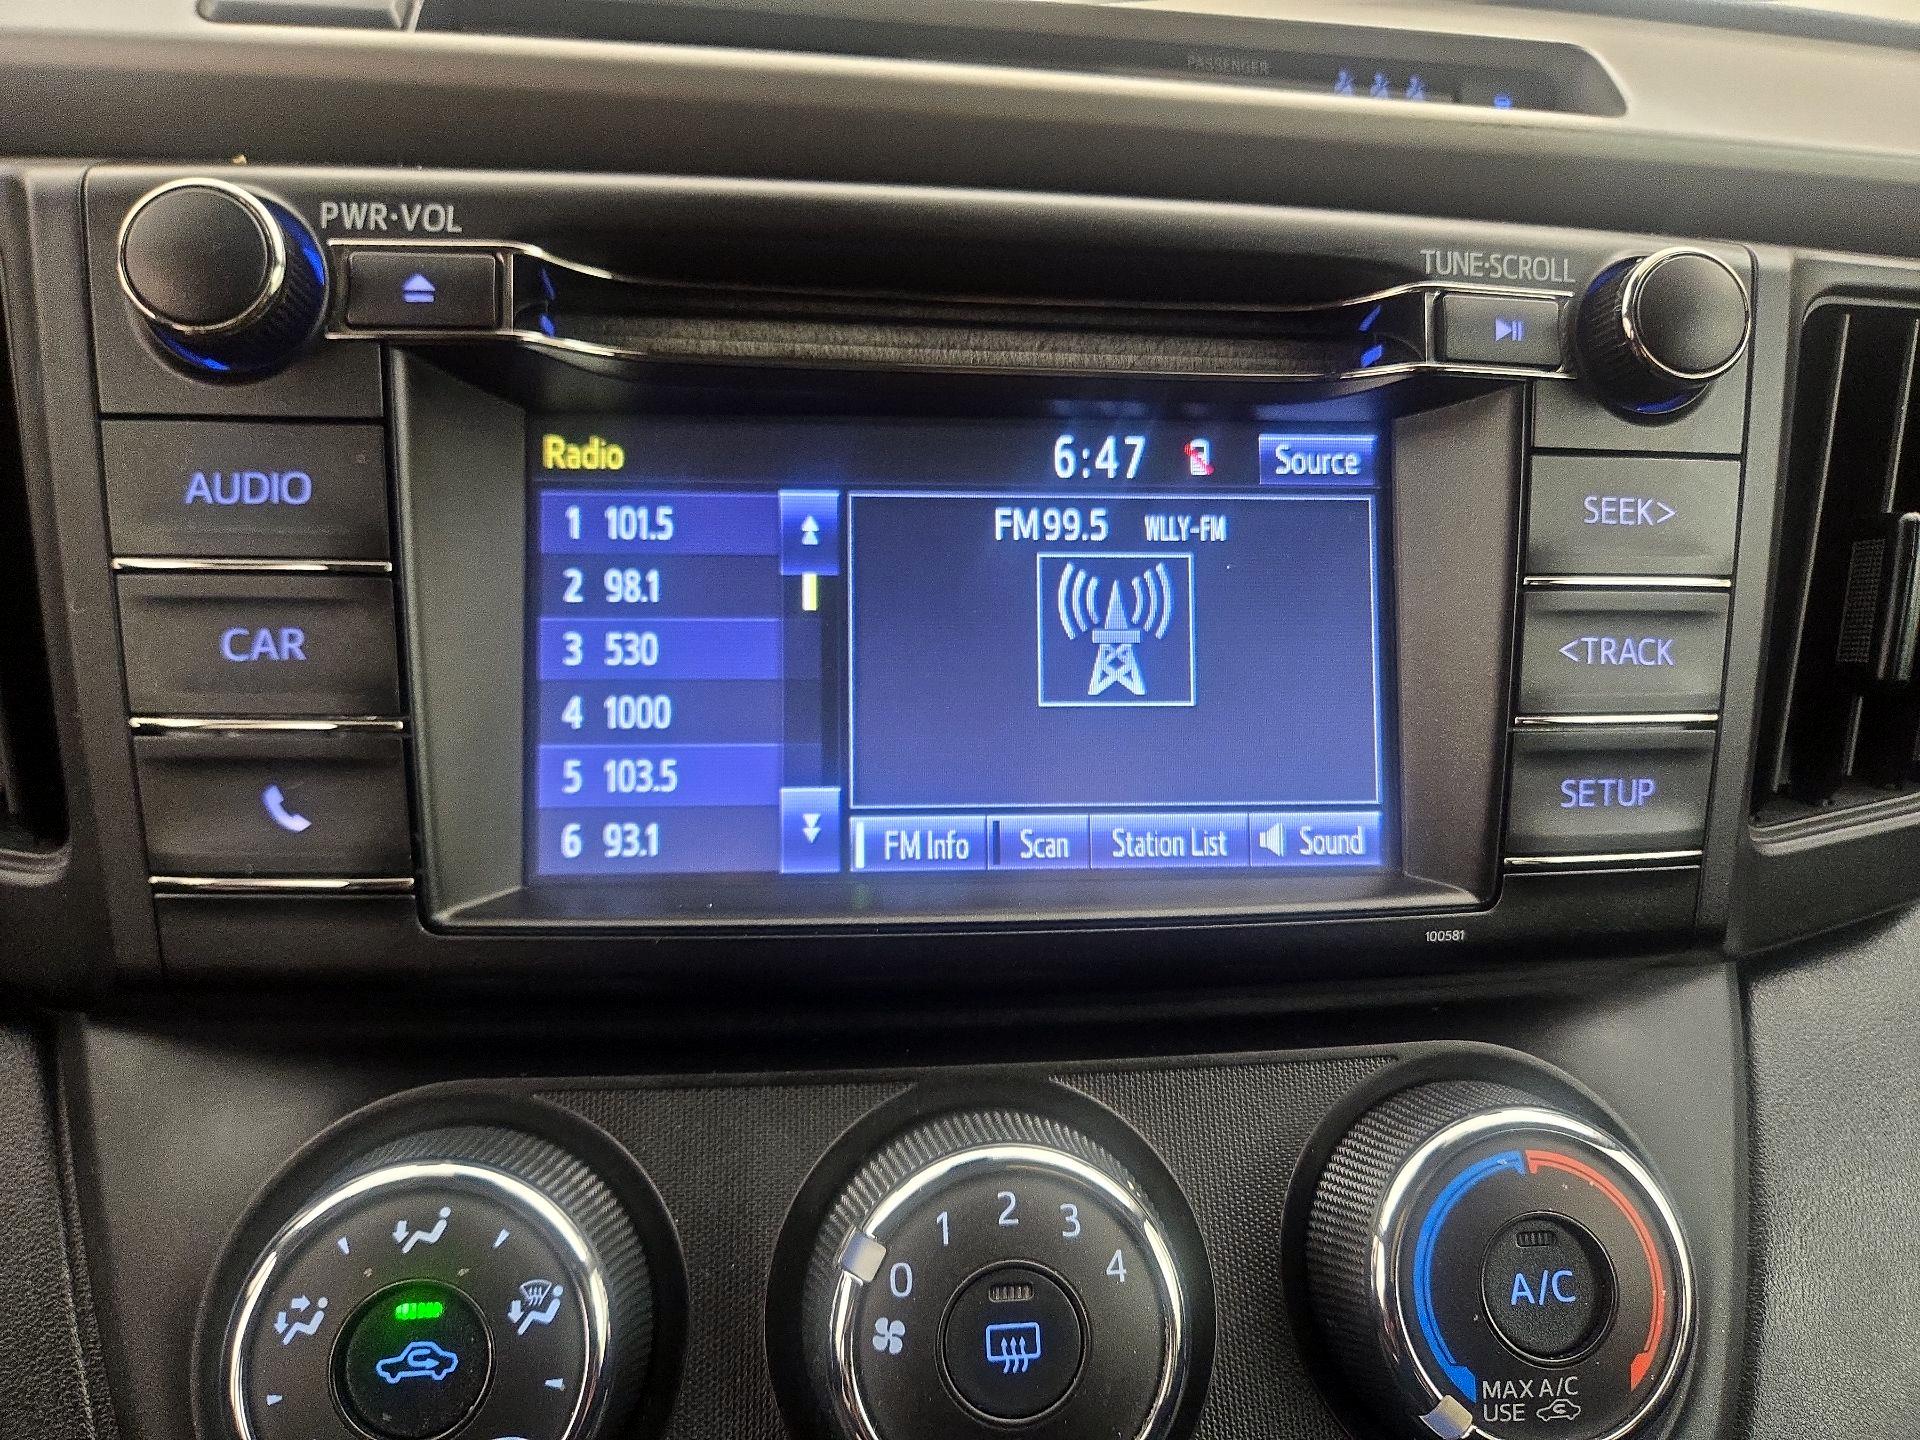 PASSENGER
PWR·VOL
TUNE·SCROLL
AUDIO
CAR
Radio
6:47
Source
1 101.5
2 98.1
3 530
4 1000
5 103.5
6 93.1
FM 99.5 WLLY-FM
FM Info
Scan
Station List
Sound
SEEK>
<TRACK
SETUP
100581
0 1 2 3 4
A/C
MAX A/C
USE